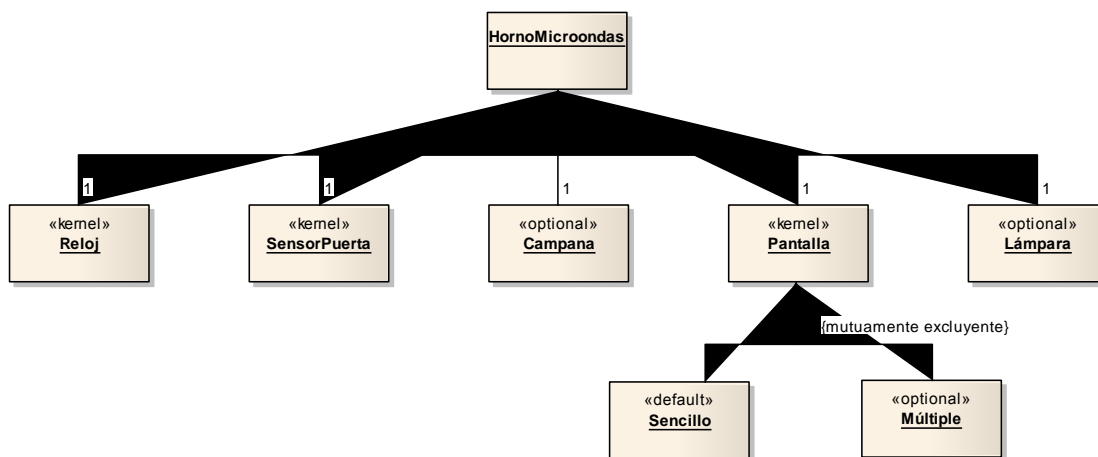 HornoMicroondas
1
1
1
1
1
«kernel»
Reloj
«kernel»
SensorPuerta
«optional»
Campana
«kernel»
Pantalla
«optional»
Lámpara
{mutuamente excluyente}
«default»
Sencillo
«optional»
Múltiple